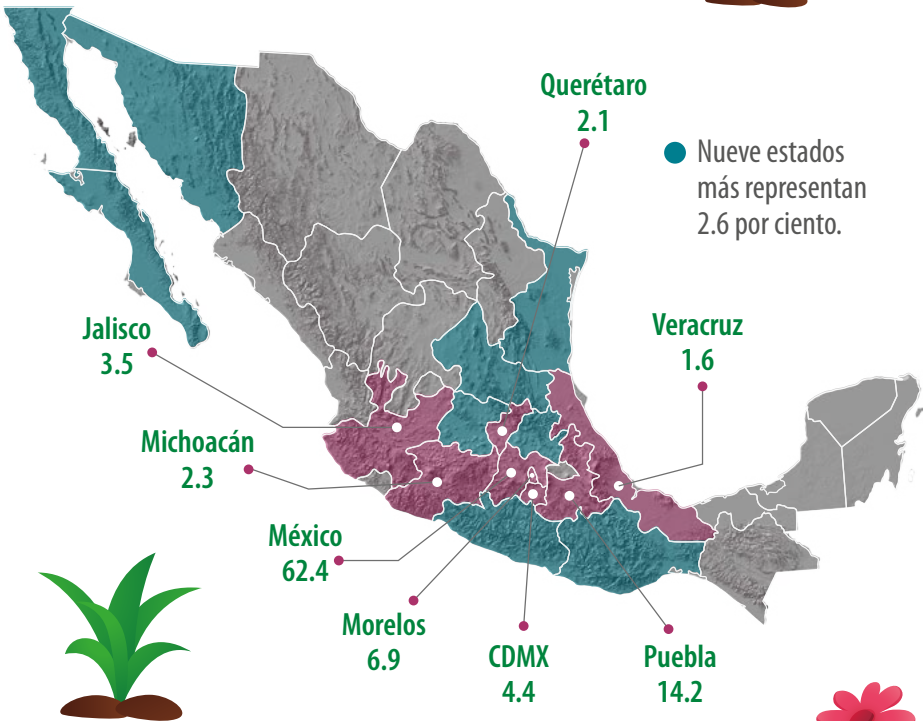 Querétaro
2.1
Nueve estados
más representan
2.6 por ciento.
Jalisco
3.5
Veracruz
1.6
Michoacán
2.3
México
62.4
Morelos
6.9
CDMX
4.4
Puebla
14.2